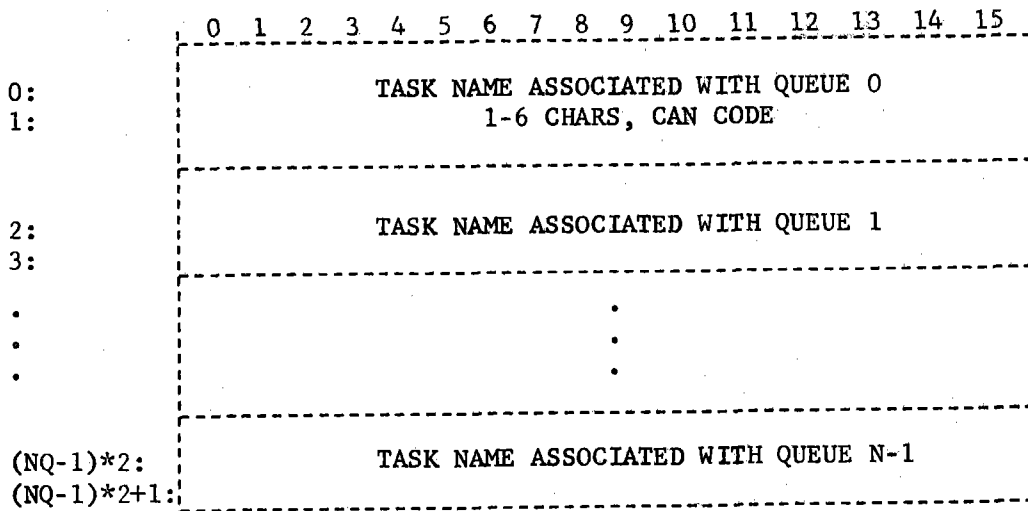 0 1 2 3 4 5 6 7 8 9 10 11 12 13 14 15
0: TASK NAME ASSOCIATED WITH QUEUE 0
1: 1-6 CHARS, CAN CODE
2: TASK NAME ASSOCIATED WITH QUEUE 1
3:
.
.
.
.
.
.
(NQ-1)*2: TASK NAME ASSOCIATED WITH QUEUE N-1
(NQ-1)*2+1: